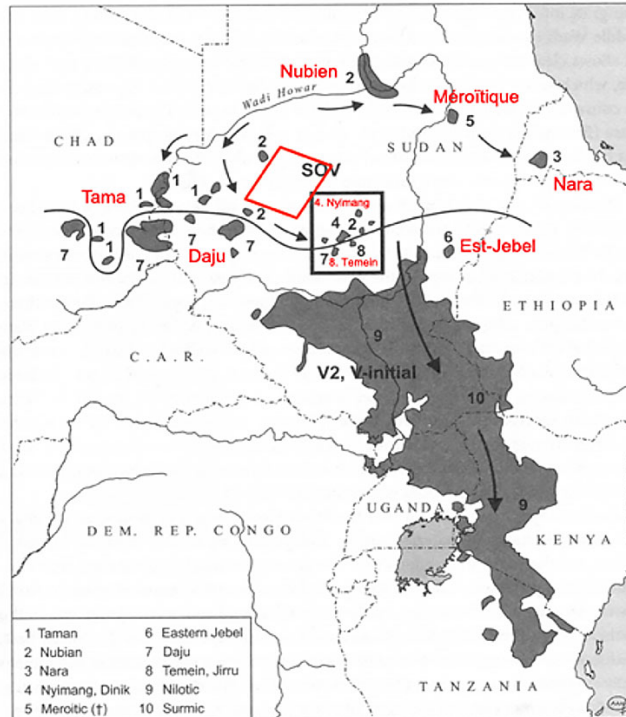 Nubien
2
Wadi Howar
Méroïtique
5
CHAD
2
SUDAN
3
SOV
Nara
Tama
1
1
1
1
1
2
4. Nyimang
4
2
7
7
7
Daju
7
7
8
8. Temein
6
Est-Jebel
ETHIOPIA
9
C.A.R.
V2, V-initial
10
UGANDA
9
DEM. REP. CONGO
KENYA
TANZANIA
1 Taman
2 Nubian
3 Nara
4 Nyimang, Dinik
5 Meroitic (†)
6 Eastern Jebel
7 Daju
8 Temein, Jirru
9 Nilotic
10 Surmic